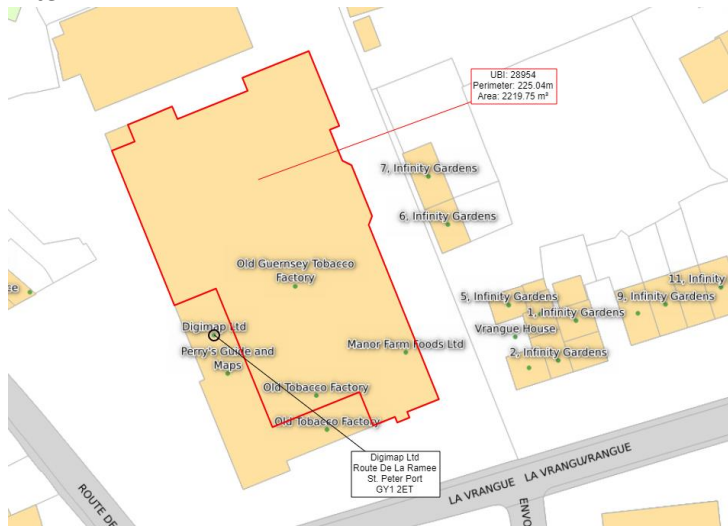 UBI: 28954
Perimeter: 225.04m
Area: 2219.75 m²
7, Infinity Gardens
6, Infinity Gardens
Old Guernsey Tobacco
Factory
5, Infinity Gardens
11, Infinity
9, Infinity Gardens
1, Infinity Gardens
Digimap Ltd
Vrangue House
Perry's Guide and
Maps
Manor Farm Foods Ltd
2, Infinity Gardens
Old Tobacco Factory
Old Tobacco Factory
Digimap Ltd
Route De La Ramee
St. Peter Port
GY1 2ET
LA VRANGUE
ROUTE DE
ENVO